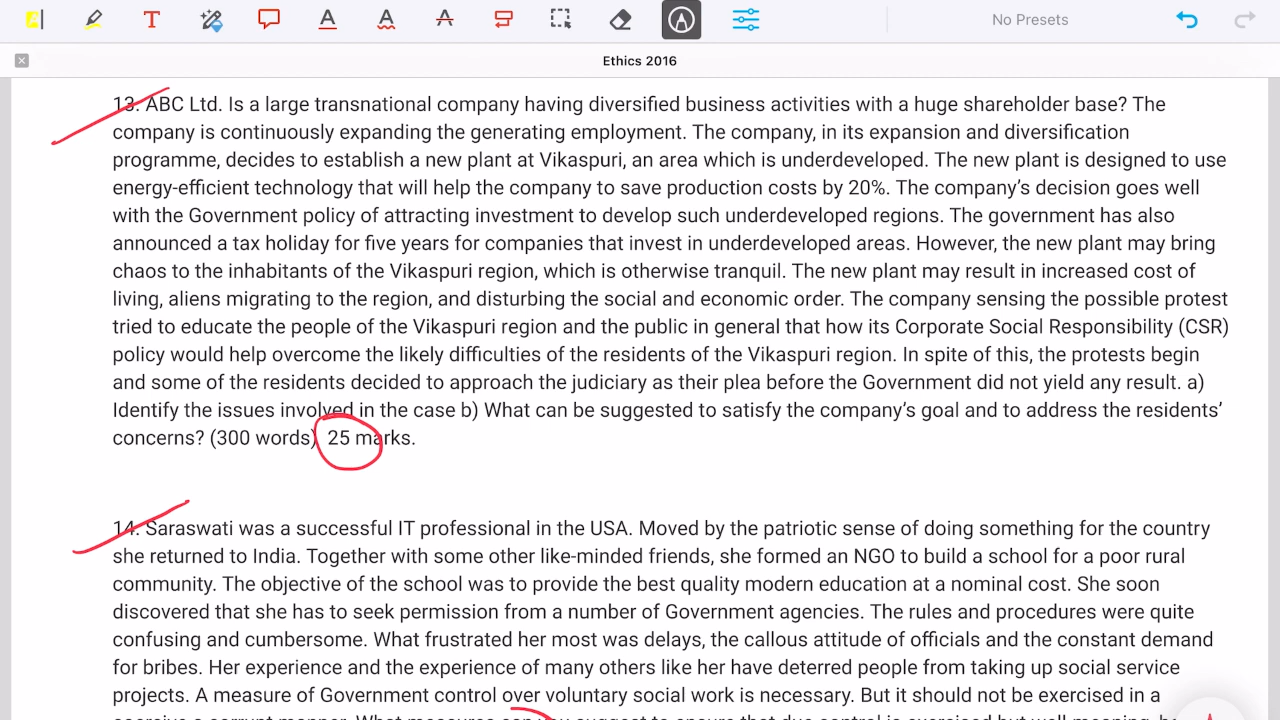 T A A A A
No Presets
Ethics 2016
13. ABC Ltd. Is a large transnational company having diversified business activities with a huge shareholder base? The
company is continuously expanding the generating employment. The company, in its expansion and diversification
programme, decides to establish a new plant at Vikaspuri, an area which is underdeveloped. The new plant is designed to use
energy-efficient technology that will help the company to save production costs by 20%. The company's decision goes well
with the Government policy of attracting investment to develop such underdeveloped regions. The government has also
announced a tax holiday for five years for companies that invest in underdeveloped areas. However, the new plant may bring
chaos to the inhabitants of the Vikaspuri region, which is otherwise tranquil. The new plant may result in increased cost of
living, aliens migrating to the region, and disturbing the social and economic order. The company sensing the possible protest
tried to educate the people of the Vikaspuri region and the public in general that how its Corporate Social Responsibility (CSR)
policy would help overcome the likely difficulties of the residents of the Vikaspuri region. In spite of this, the protests begin
and some of the residents decided to approach the judiciary as their plea before the Government did not yield any result. a)
Identify the issues involved in the case b) What can be suggested to satisfy the company's goal and to address the residents'
concerns? (300 words) 25 marks.
14. Saraswati was a successful IT professional in the USA. Moved by the patriotic sense of doing something for the country
she returned to India. Together with some other like-minded friends, she formed an NGO to build a school for a poor rural
community. The objective of the school was to provide the best quality modern education at a nominal cost. She soon
discovered that she has to seek permission from a number of Government agencies. The rules and procedures were quite
confusing and cumbersome. What frustrated her most was delays, the callous attitude of officials and the constant demand
for bribes. Her experience and the experience of many others like her have deterred people from taking up social service
projects. A measure of Government control over voluntary social work is necessary. But it should not be exercised in a